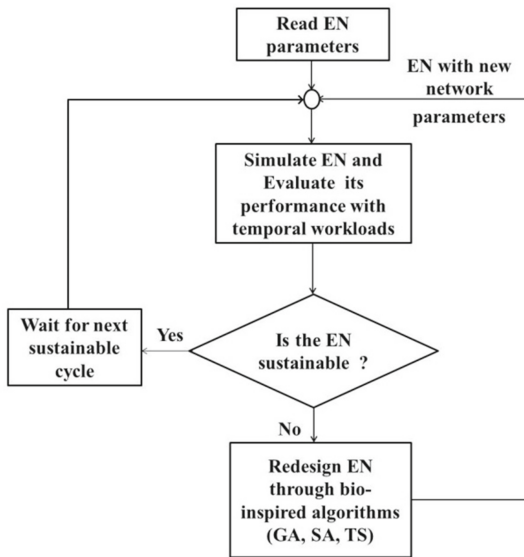 Read EN
parameters
EN with new
network
parameters
Simulate EN and
Evaluate its
performance with
temporal workloads
Is the EN
sustainable ?
Yes
Wait for next
sustainable
cycle
No
Redesign EN
through bio-
inspired algorithms
(GA, SA, TS)